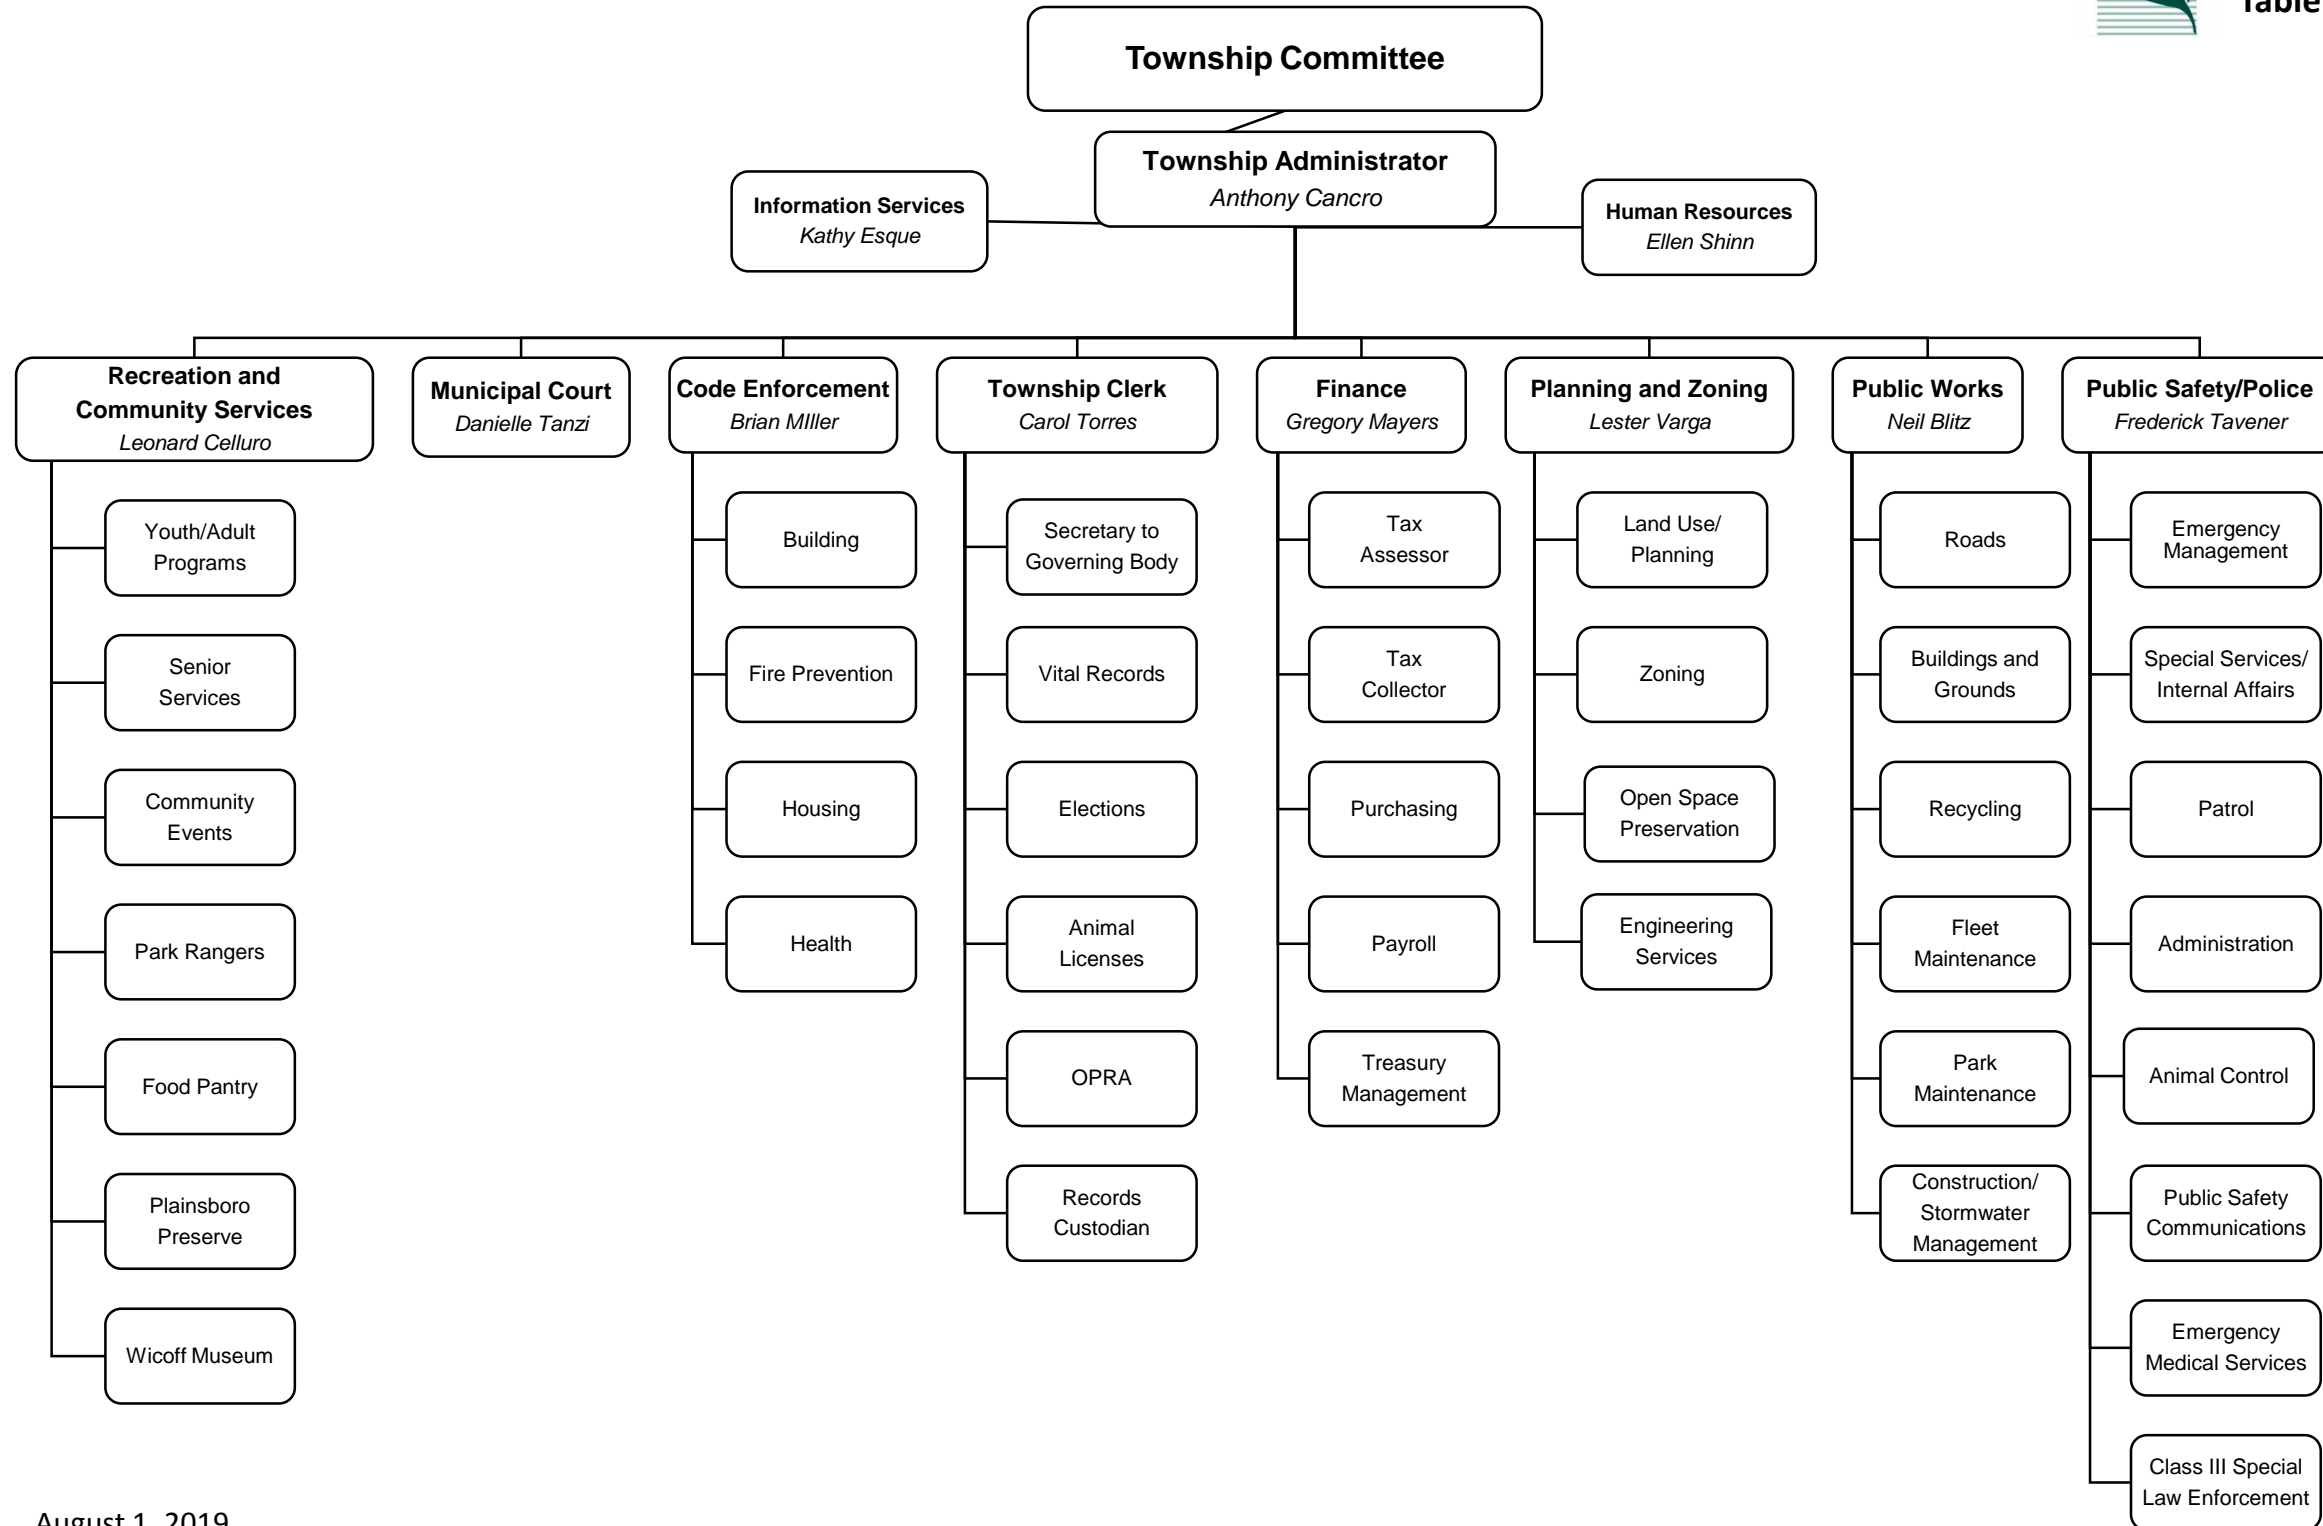 Table
Township Committee
Township Administrator
Anthony Cancro
Information Services
Kathy Esque
Human Resources
Ellen Shinn
Recreation and
Community Services
Leonard Celluro
Youth/Adult
Programs
Senior
Services
Community
Events
Park Rangers
Food Pantry
Plainsboro
Preserve
Wicoff Museum
Municipal Court
Danielle Tanzi
Code Enforcement
Brian MIller
Building
Fire Prevention
Housing
Health
Township Clerk
Carol Torres
Secretary to
Governing Body
Vital Records
Elections
Animal
Licenses
OPRA
Records
Custodian
Finance
Gregory Mayers
Tax
Assessor
Tax
Collector
Purchasing
Payroll
Treasury
Management
Planning and Zoning
Lester Varga
Land Use/
Planning
Zoning
Open Space
Preservation
Engineering
Services
Public Works
Neil Blitz
Roads
Buildings and
Grounds
Recycling
Fleet
Maintenance
Park
Maintenance
Construction/
Stormwater
Management
Public Safety/Police
Frederick Tavener
Emergency
Management
Special Services/
Internal Affairs
Patrol
Administration
Animal Control
Public Safety
Communications
Emergency
Medical Services
Class III Special
Law Enforcement
August 1, 2019